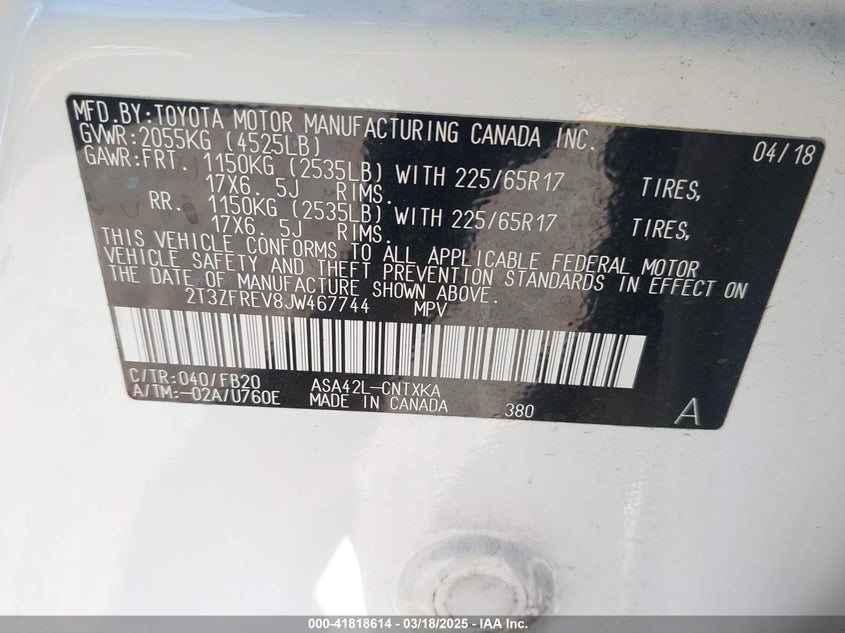 MFD.BY:TOYOTA MOTOR MANUFACTURING CANADA INC. 04/18
GVWR:2055KG (4525LB)
GAWR:FRT. 1150KG (2535LB) WITH 225/65R17 TIRES,
17X6. 5J RIMS.
RR. 1150KG (2535LB) WITH 225/65R17 TIRES,
17X6. 5J RIMS.
THIS VEHICLE CONFORMS TO ALL APPLICABLE FEDERAL MOTOR
VEHICLE SAFETY AND THEFT PREVENTION STANDARDS IN EFFECT ON
THE DATE OF MANUFACTURE SHOWN ABOVE.
2T3ZFREV8JW467744 MPV
C/TR:040/FB20 ASA42L-CNTXKA
A/TM:-02A/U760E MADE IN CANADA 380 A
000-41818614 - 03/18/2025 - IAA Inc.